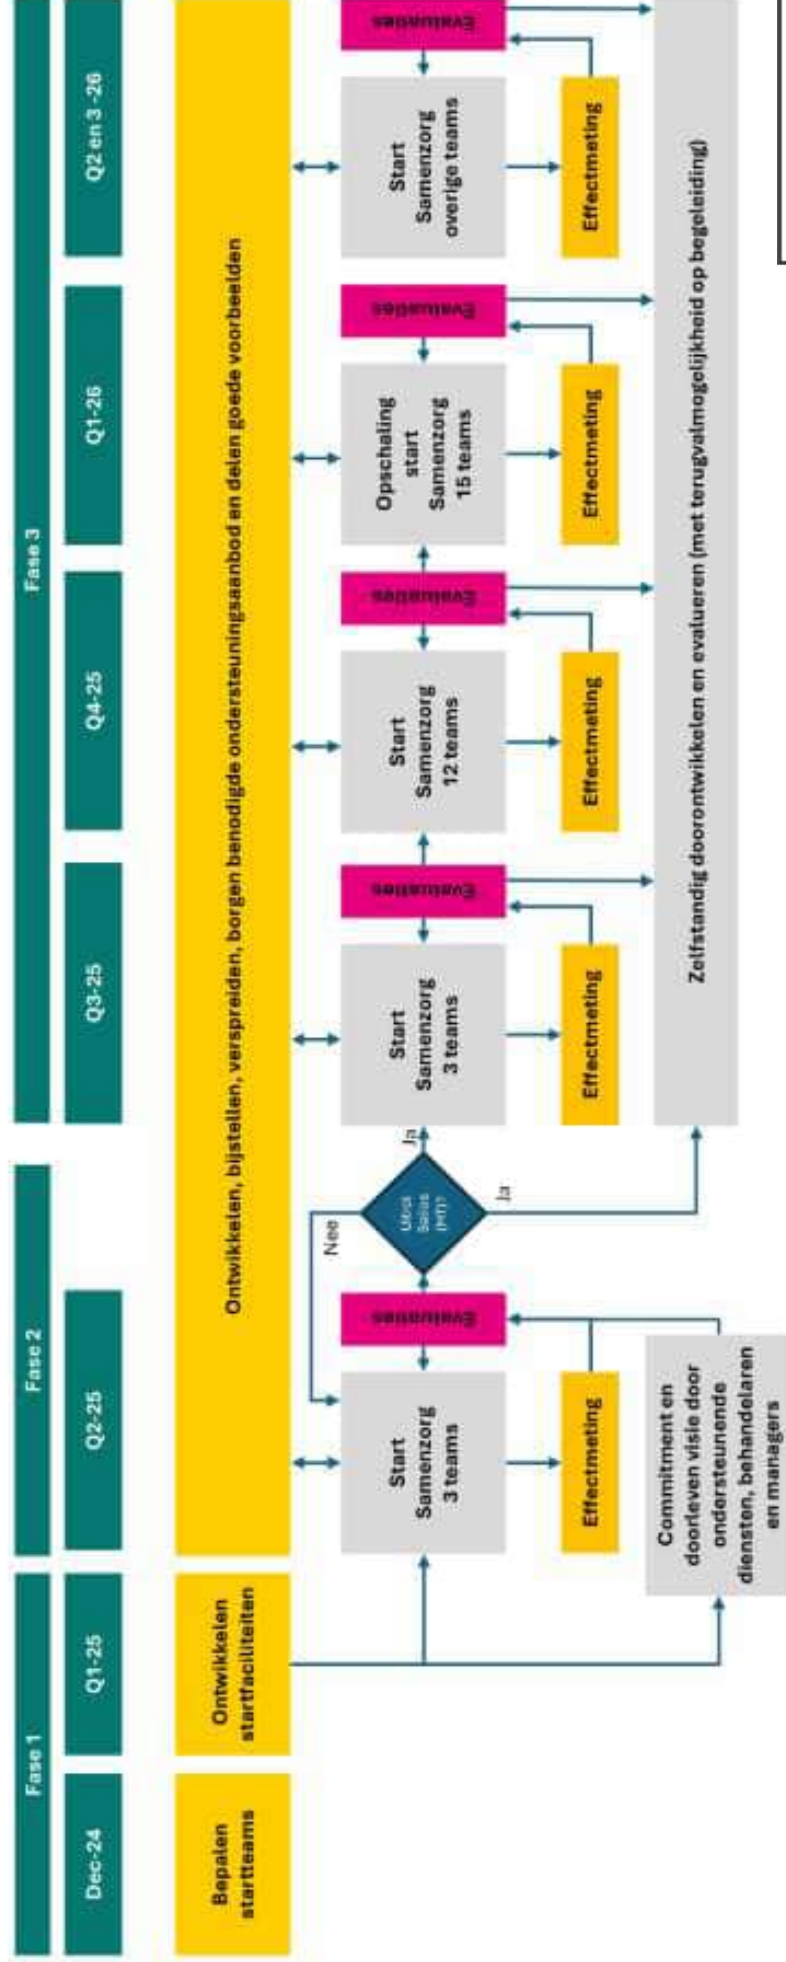 Fase 1
Fase 2
Fase 3
Dec-24
Q1-25
Q2-25
Q3-25
Q4-25
Q1-26
Q2 en 3 -26
Bepalen
startteams
Ontwikkelen
startfaciliteiten
Ontwikkelen, bijstellen, verspreiden, borgen benodigde ondersteuningsaanbod en delen goede voorbeelden
Start
Samenzorg
3 teams
Evaluaties
Effectmeting
Commitment en
doorleven visie door
ondersteunende
diensten, behandelaren
en managers
Nee
(MT)?
Ja
Ja
Start
Samenzorg
3 teams
Evaluaties
Effectmeting
Start
Samenzorg
12 teams
Evaluaties
Effectmeting
Opschaling
start
Samenzorg
15 teams
Evaluaties
Effectmeting
Start
Samenzorg
overige teams
Evaluaties
Effectmeting
Zelfstandig doorontwikkelen en evalueren (met terugvalmogelijkheid op begeleiding)